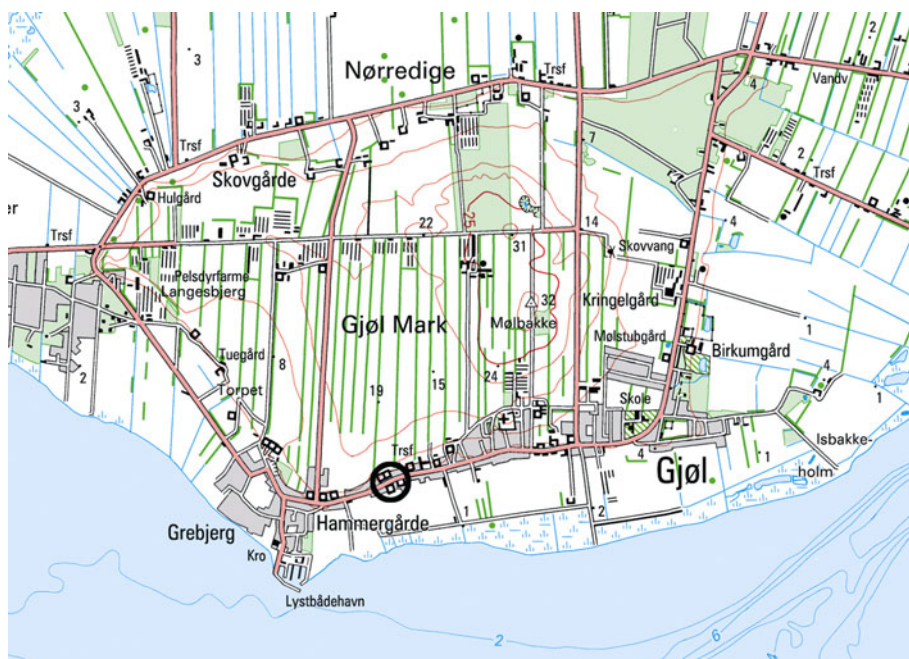 2
3
Trsf
Vandv
Nørredige
4
3
2
Trsf
7
Trsf
Skovgårde
Hulgård
er
25
22
14
4
31
Trsf
Skovvang
Pelsdyrfarme
Langesbjerg
Kringelgård
32
Gjøl Mark
Mølbakke
1
Mølstubgård
Birkumgård
Tuegård
8
2
15
24
4
19
1
Torpet
Skole
Isbakke-
holm
Trsf
4
1
Gjøl
Hammergårde
1
2
Grebjerg
Kro
Lystbådehavn
2
6
4